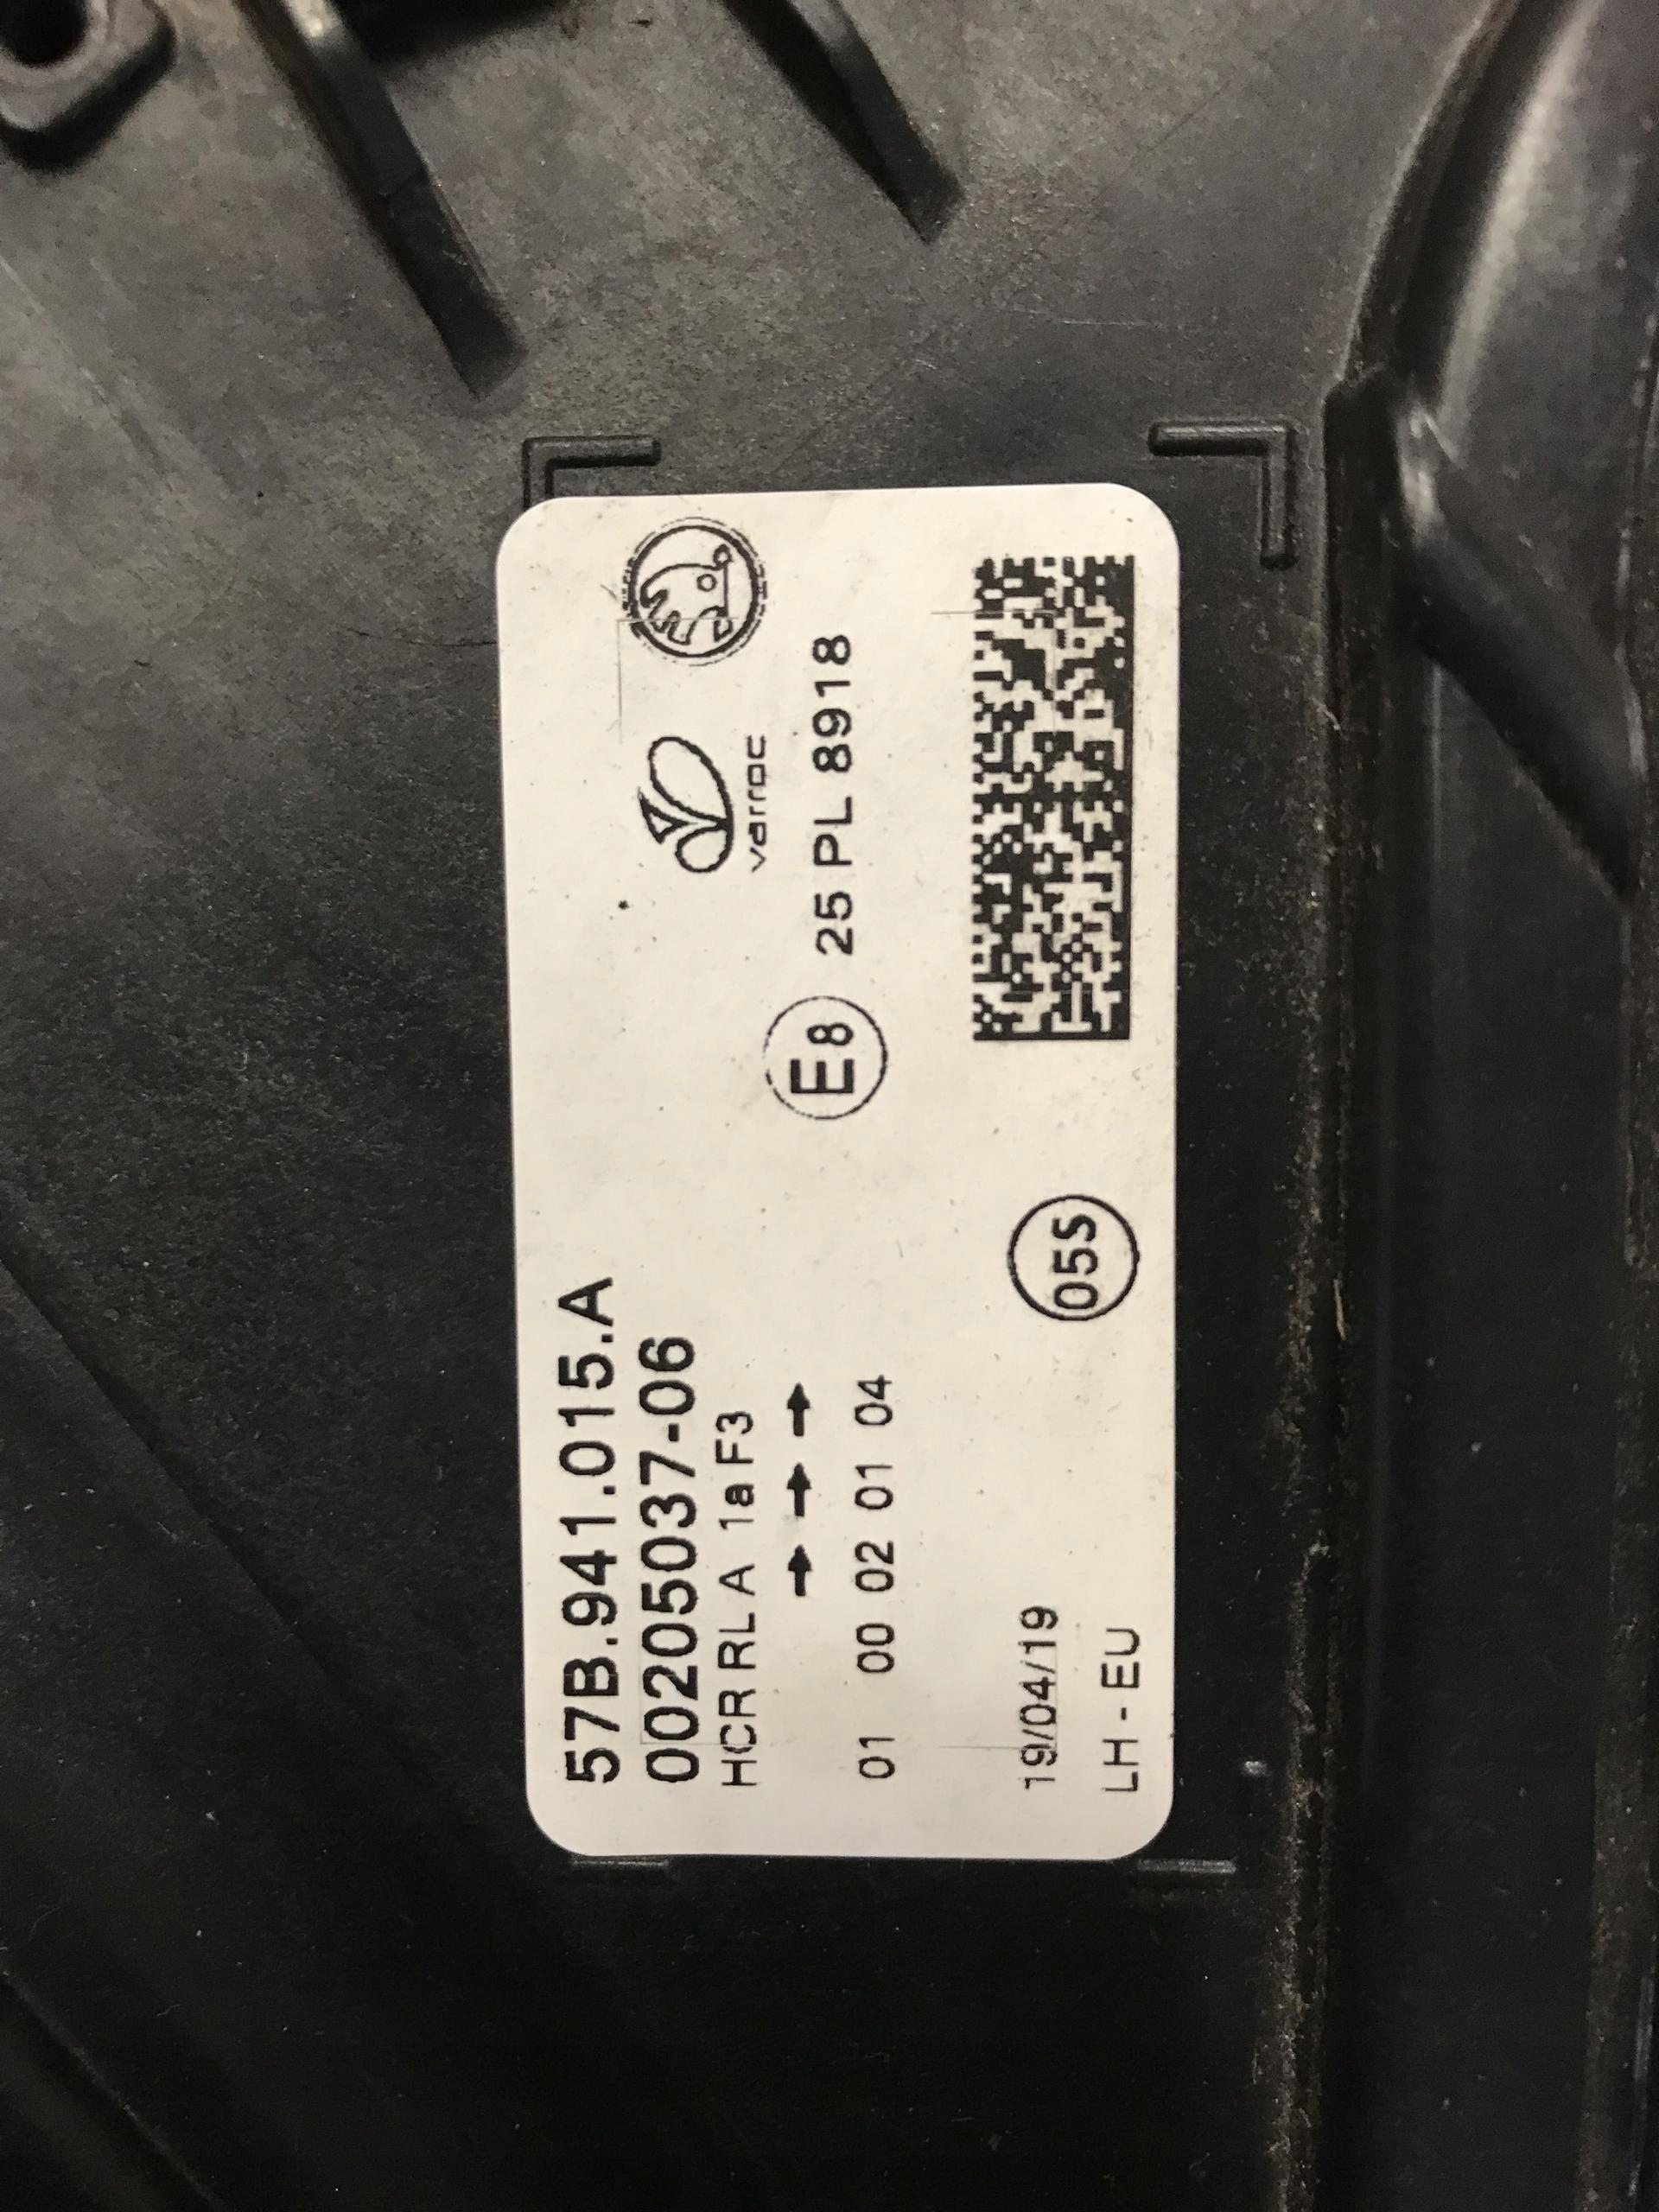 57B.941.015.A
00205037-06
HCR RL A 1a F3
varroc
01 00 02 01 04
E8 25 PL 8918
19/04/19
05S
LH - EU